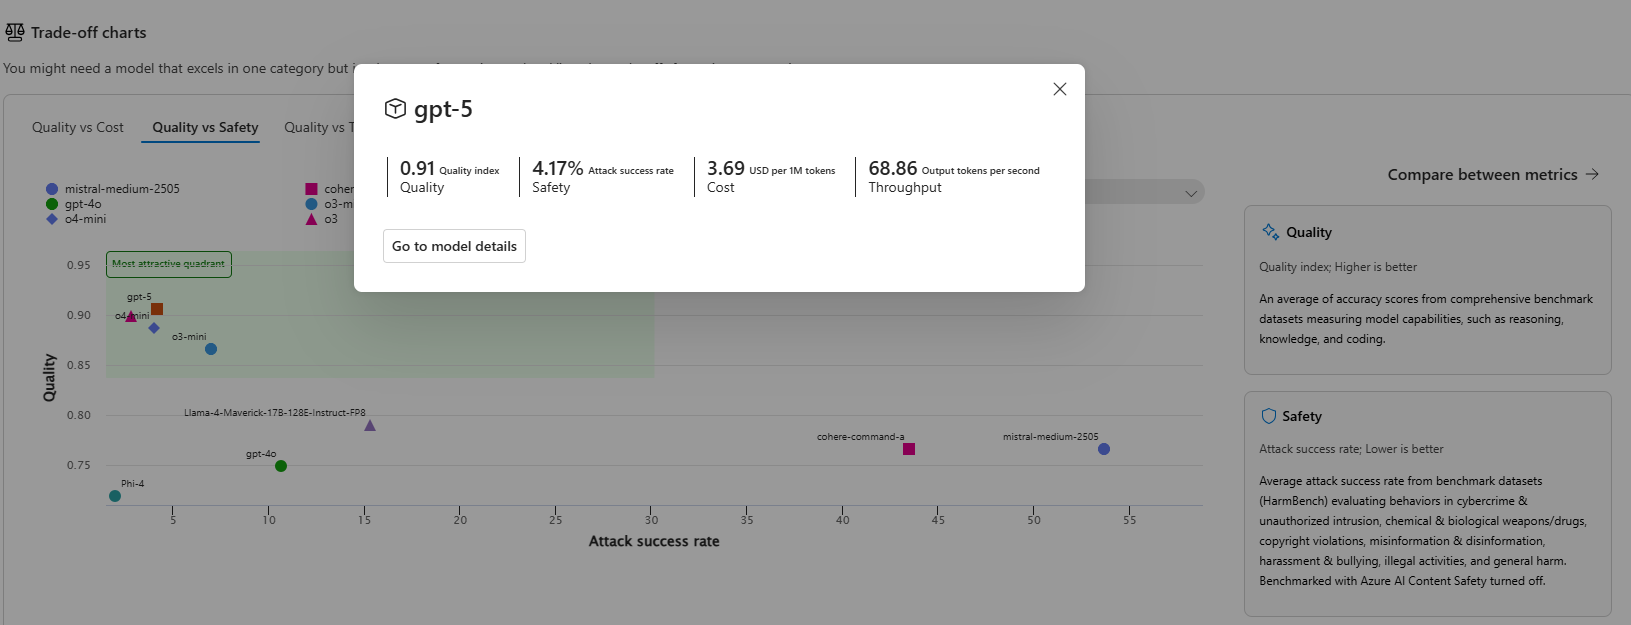 Trade-off charts
You might need a model that excels in one category but
Quality vs Cost
Quality vs Safety
Quality vs T
mistral-medium-2505
gpt-4o
o4-mini
coher
o3-m
o3
gpt-5
0.91 Quality index
Quality
4.17% Attack success rate
Safety
3.69 USD per 1M tokens
Cost
68.86 Output tokens per second
Throughput
Go to model details
Most attractive quadrant
0.95
0.90
0.85
0.80
0.75
Quality
gpt-5
o4-mini
o3-mini
Llama-4-Maverick-17B-128E-Instruct-FP8
cohere-command-a
mistral-medium-2505
gpt-4o
Phi-4
5
10
15
20
25
30
35
40
45
50
55
Attack success rate
Compare between metrics
Quality
Quality index; Higher is better
An average of accuracy scores from comprehensive benchmark
datasets measuring model capabilities, such as reasoning,
knowledge, and coding.
Safety
Attack success rate; Lower is better
Average attack success rate from benchmark datasets
(HarmBench) evaluating behaviors in cybercrime &
unauthorized intrusion, chemical & biological weapons/drugs,
copyright violations, misinformation & disinformation,
harassment & bullying, illegal activities, and general harm.
Benchmarked with Azure AI Content Safety turned off.